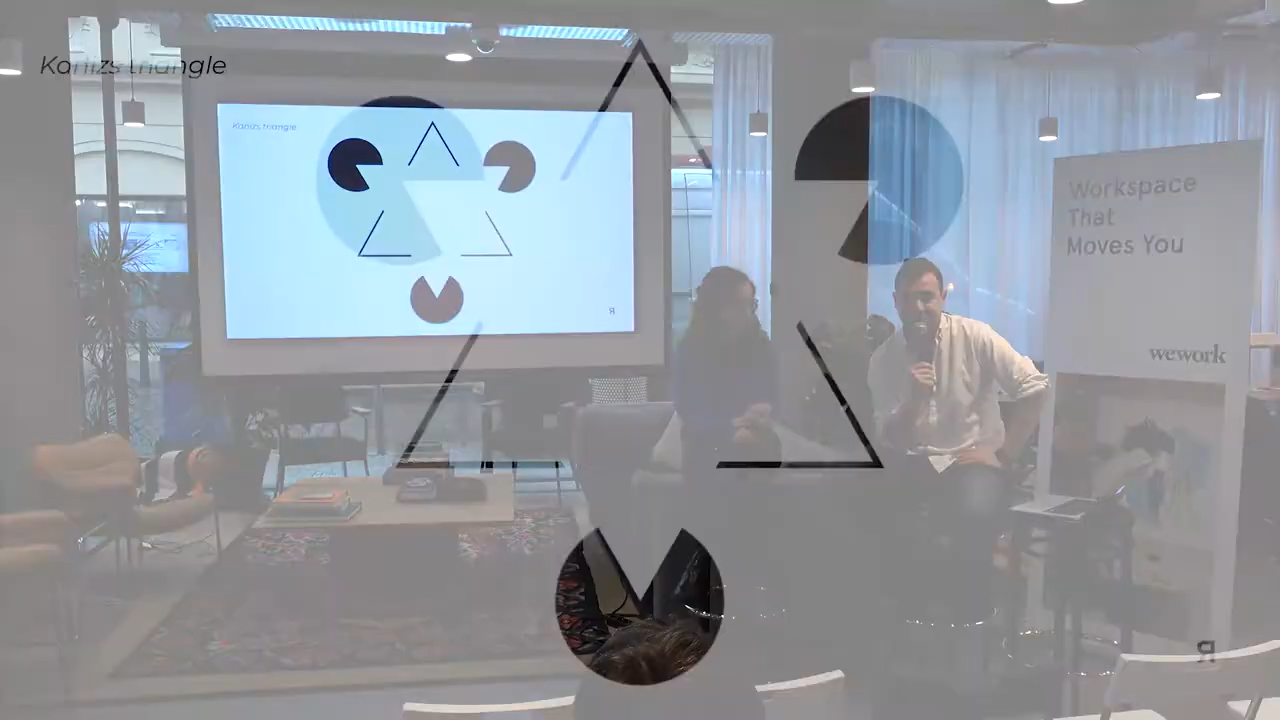 Kanizs triangle
Kanizs triangle
Workspace
That
Moves You
wework